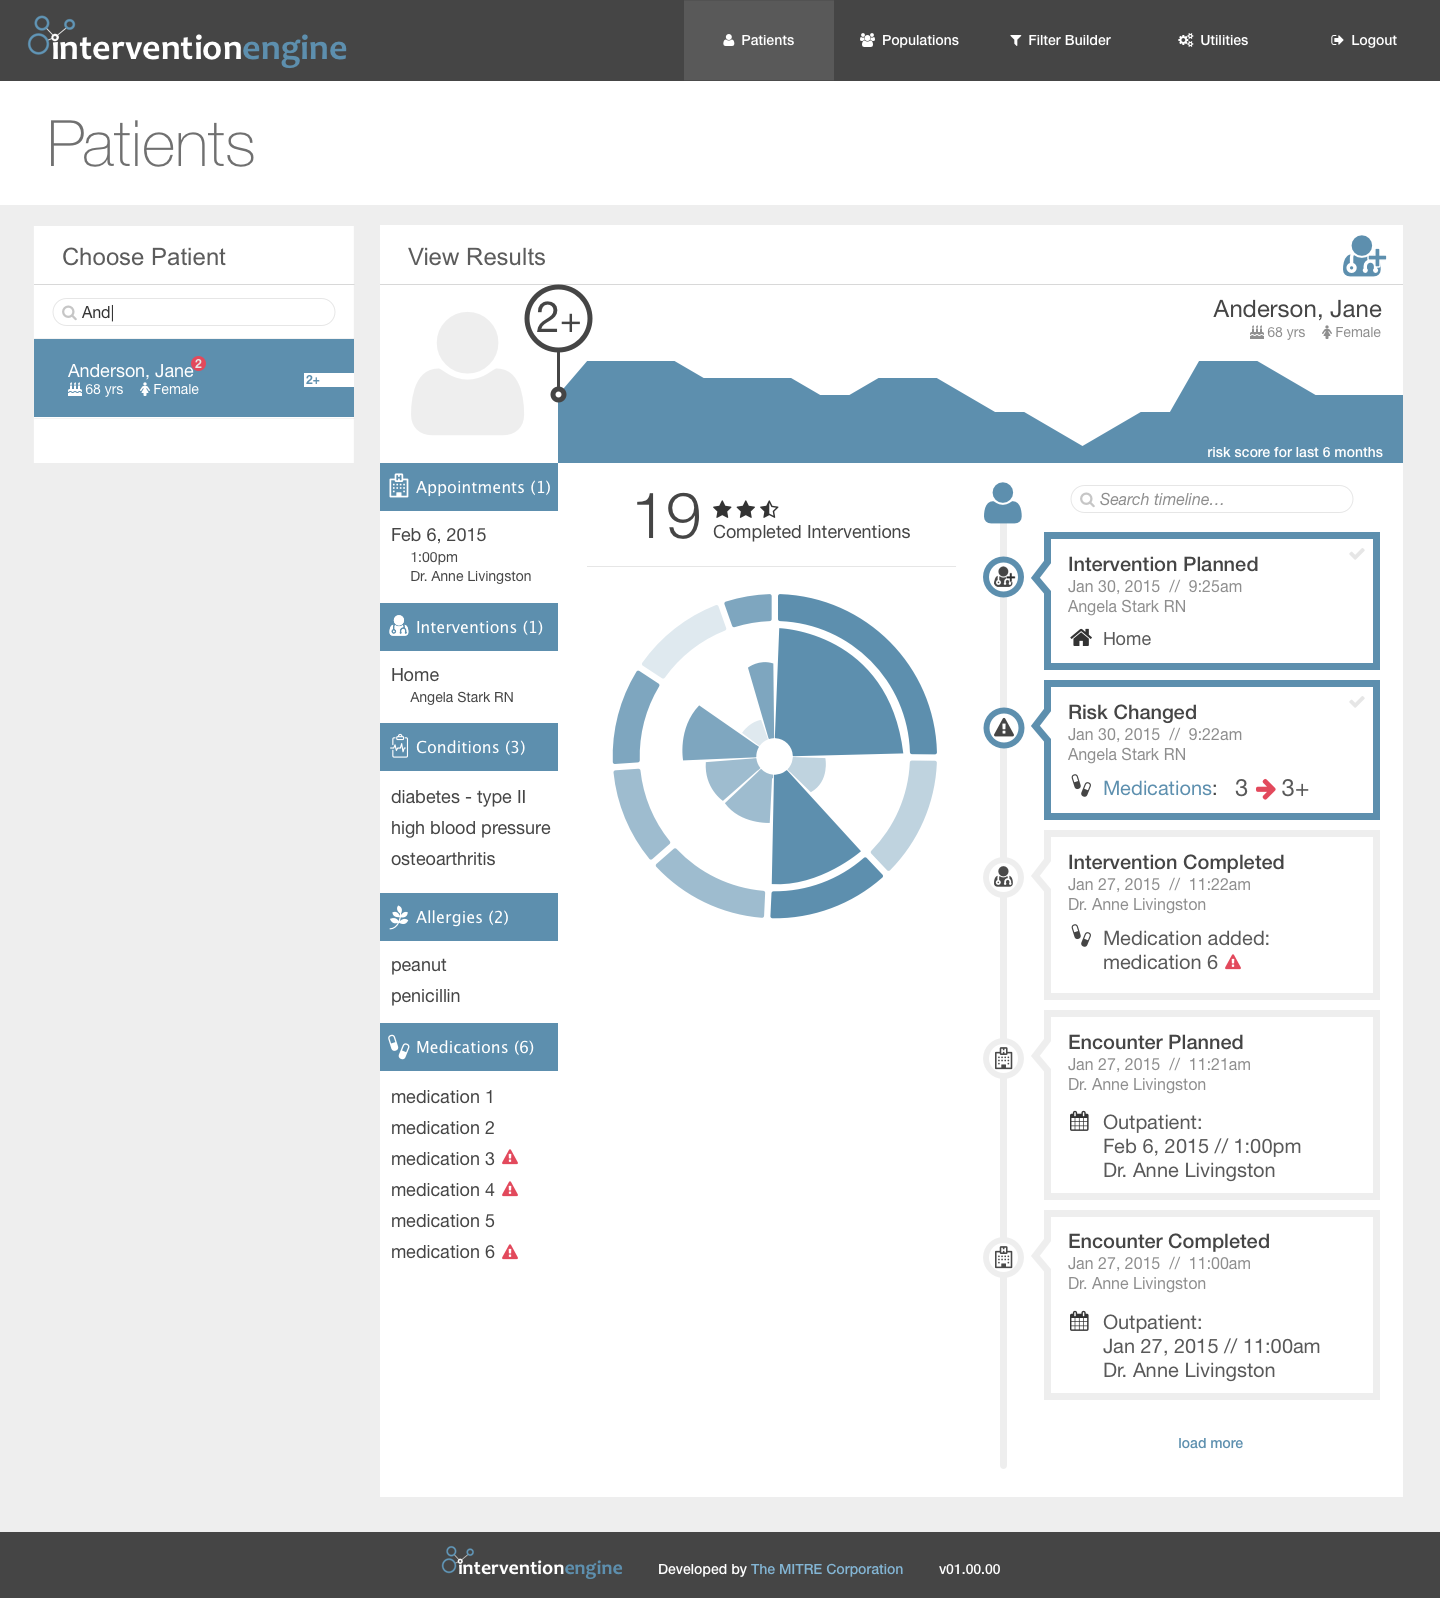 interventionengine
Patients
Populations
Filter Builder
Utilities
Logout
Patients
Choose Patient
And
Anderson, Jane 2
68 yrs Female
2+
View Results
2+
Anderson, Jane
68 yrs Female
risk score for last 6 months
Appointments (1)
Feb 6, 2015
1:00pm
Dr. Anne Livingston
Interventions (1)
Home
Angela Stark RN
Conditions (3)
diabetes - type II
high blood pressure
osteoarthritis
Allergies (2)
peanut
penicillin
Medications (6)
medication 1
medication 2
medication 3
medication 4
medication 5
medication 6
19
Completed Interventions
Search timeline...
Intervention Planned
Jan 30, 2015 // 9:25am
Angela Stark RN
Home
Risk Changed
Jan 30, 2015 // 9:22am
Angela Stark RN
Medications: 3 3+
Intervention Completed
Jan 27, 2015 // 11:22am
Dr. Anne Livingston
Medication added:
medication 6
Encounter Planned
Jan 27, 2015 // 11:21am
Dr. Anne Livingston
Outpatient:
Feb 6, 2015 // 1:00pm
Dr. Anne Livingston
Encounter Completed
Jan 27, 2015 // 11:00am
Dr. Anne Livingston
Outpatient:
Jan 27, 2015 // 11:00am
Dr. Anne Livingston
load more
interventionengine
Developed by The MITRE Corporation
v01.00.00